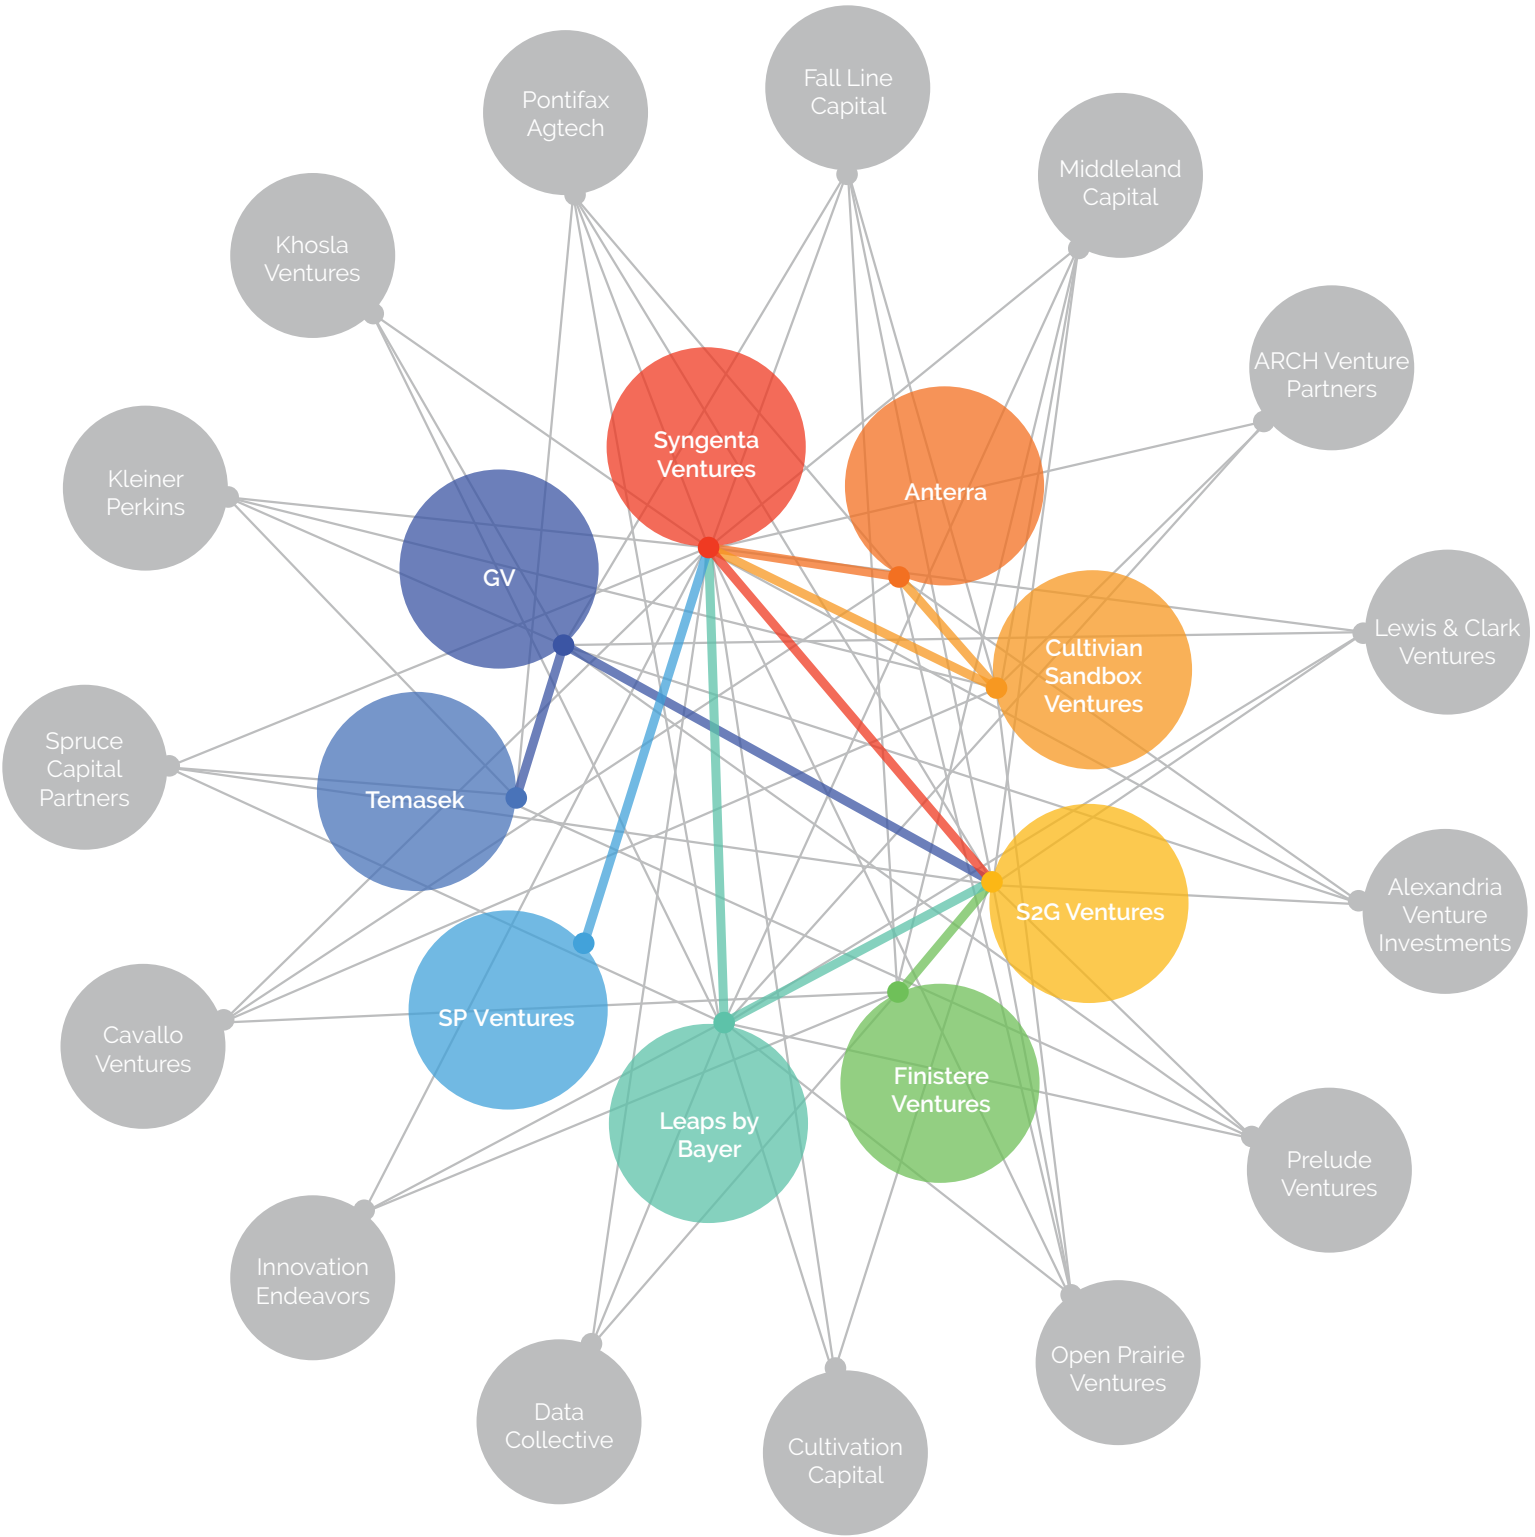 Fall Line
Capital
Pontifax
Agtech
Middleland
Capital
Khosla
Ventures
ARCH Venture
Partners
Syngenta
Ventures
Kleiner
Perkins
Anterra
GV
Lewis & Clark
Ventures
Cultivian
Sandbox
Ventures
Spruce
Capital
Partners
Temasek
Alexandria
Venture
Investments
S2G Ventures
SP Ventures
Cavallo
Ventures
Finistere
Ventures
Leaps by
Bayer
Prelude
Ventures
Innovation
Endeavors
Open Prairie
Ventures
Data
Collective
Cultivation
Capital